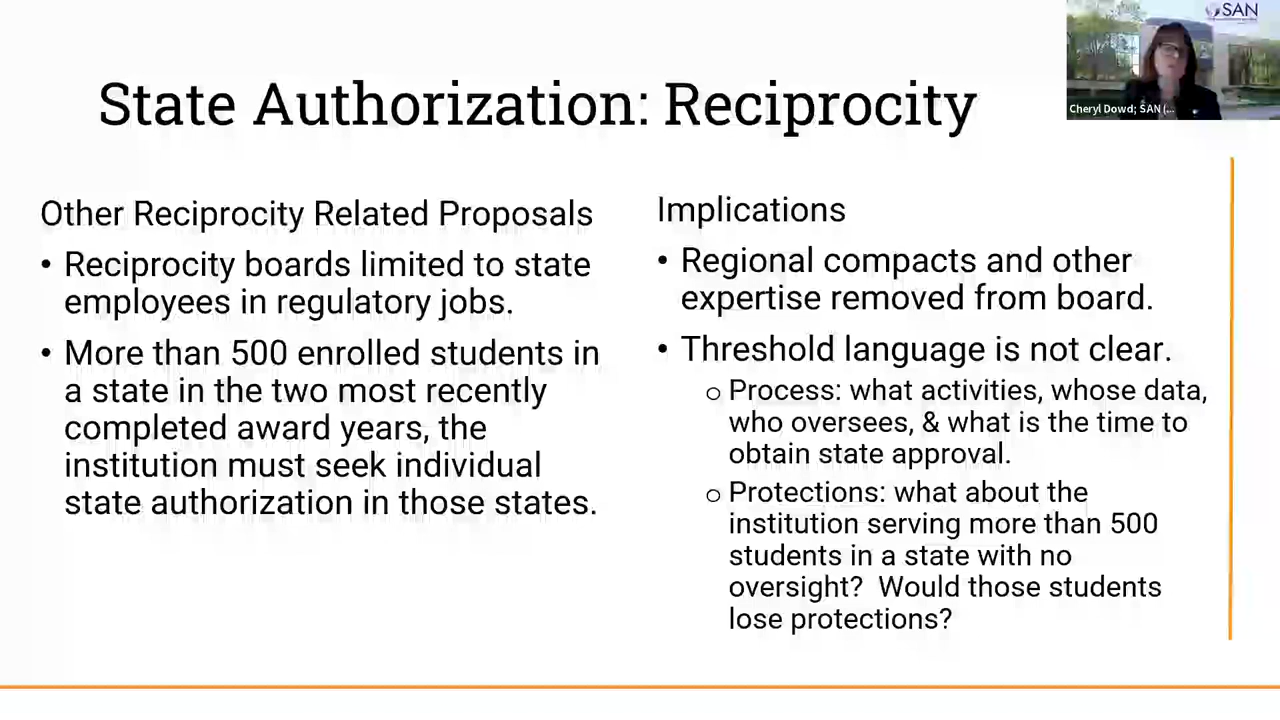 SAN
Cheryl Dowd; SAN (...
State Authorization: Reciprocity
Other Reciprocity Related Proposals
• Reciprocity boards limited to state
employees in regulatory jobs.
• More than 500 enrolled students in
a state in the two most recently
completed award years, the
institution must seek individual
state authorization in those states.
Implications
• Regional compacts and other
expertise removed from board.
• Threshold language is not clear.
o Process: what activities, whose data,
who oversees, & what is the time to
obtain state approval.
o Protections: what about the
institution serving more than 500
students in a state with no
oversight?  Would those students
lose protections?